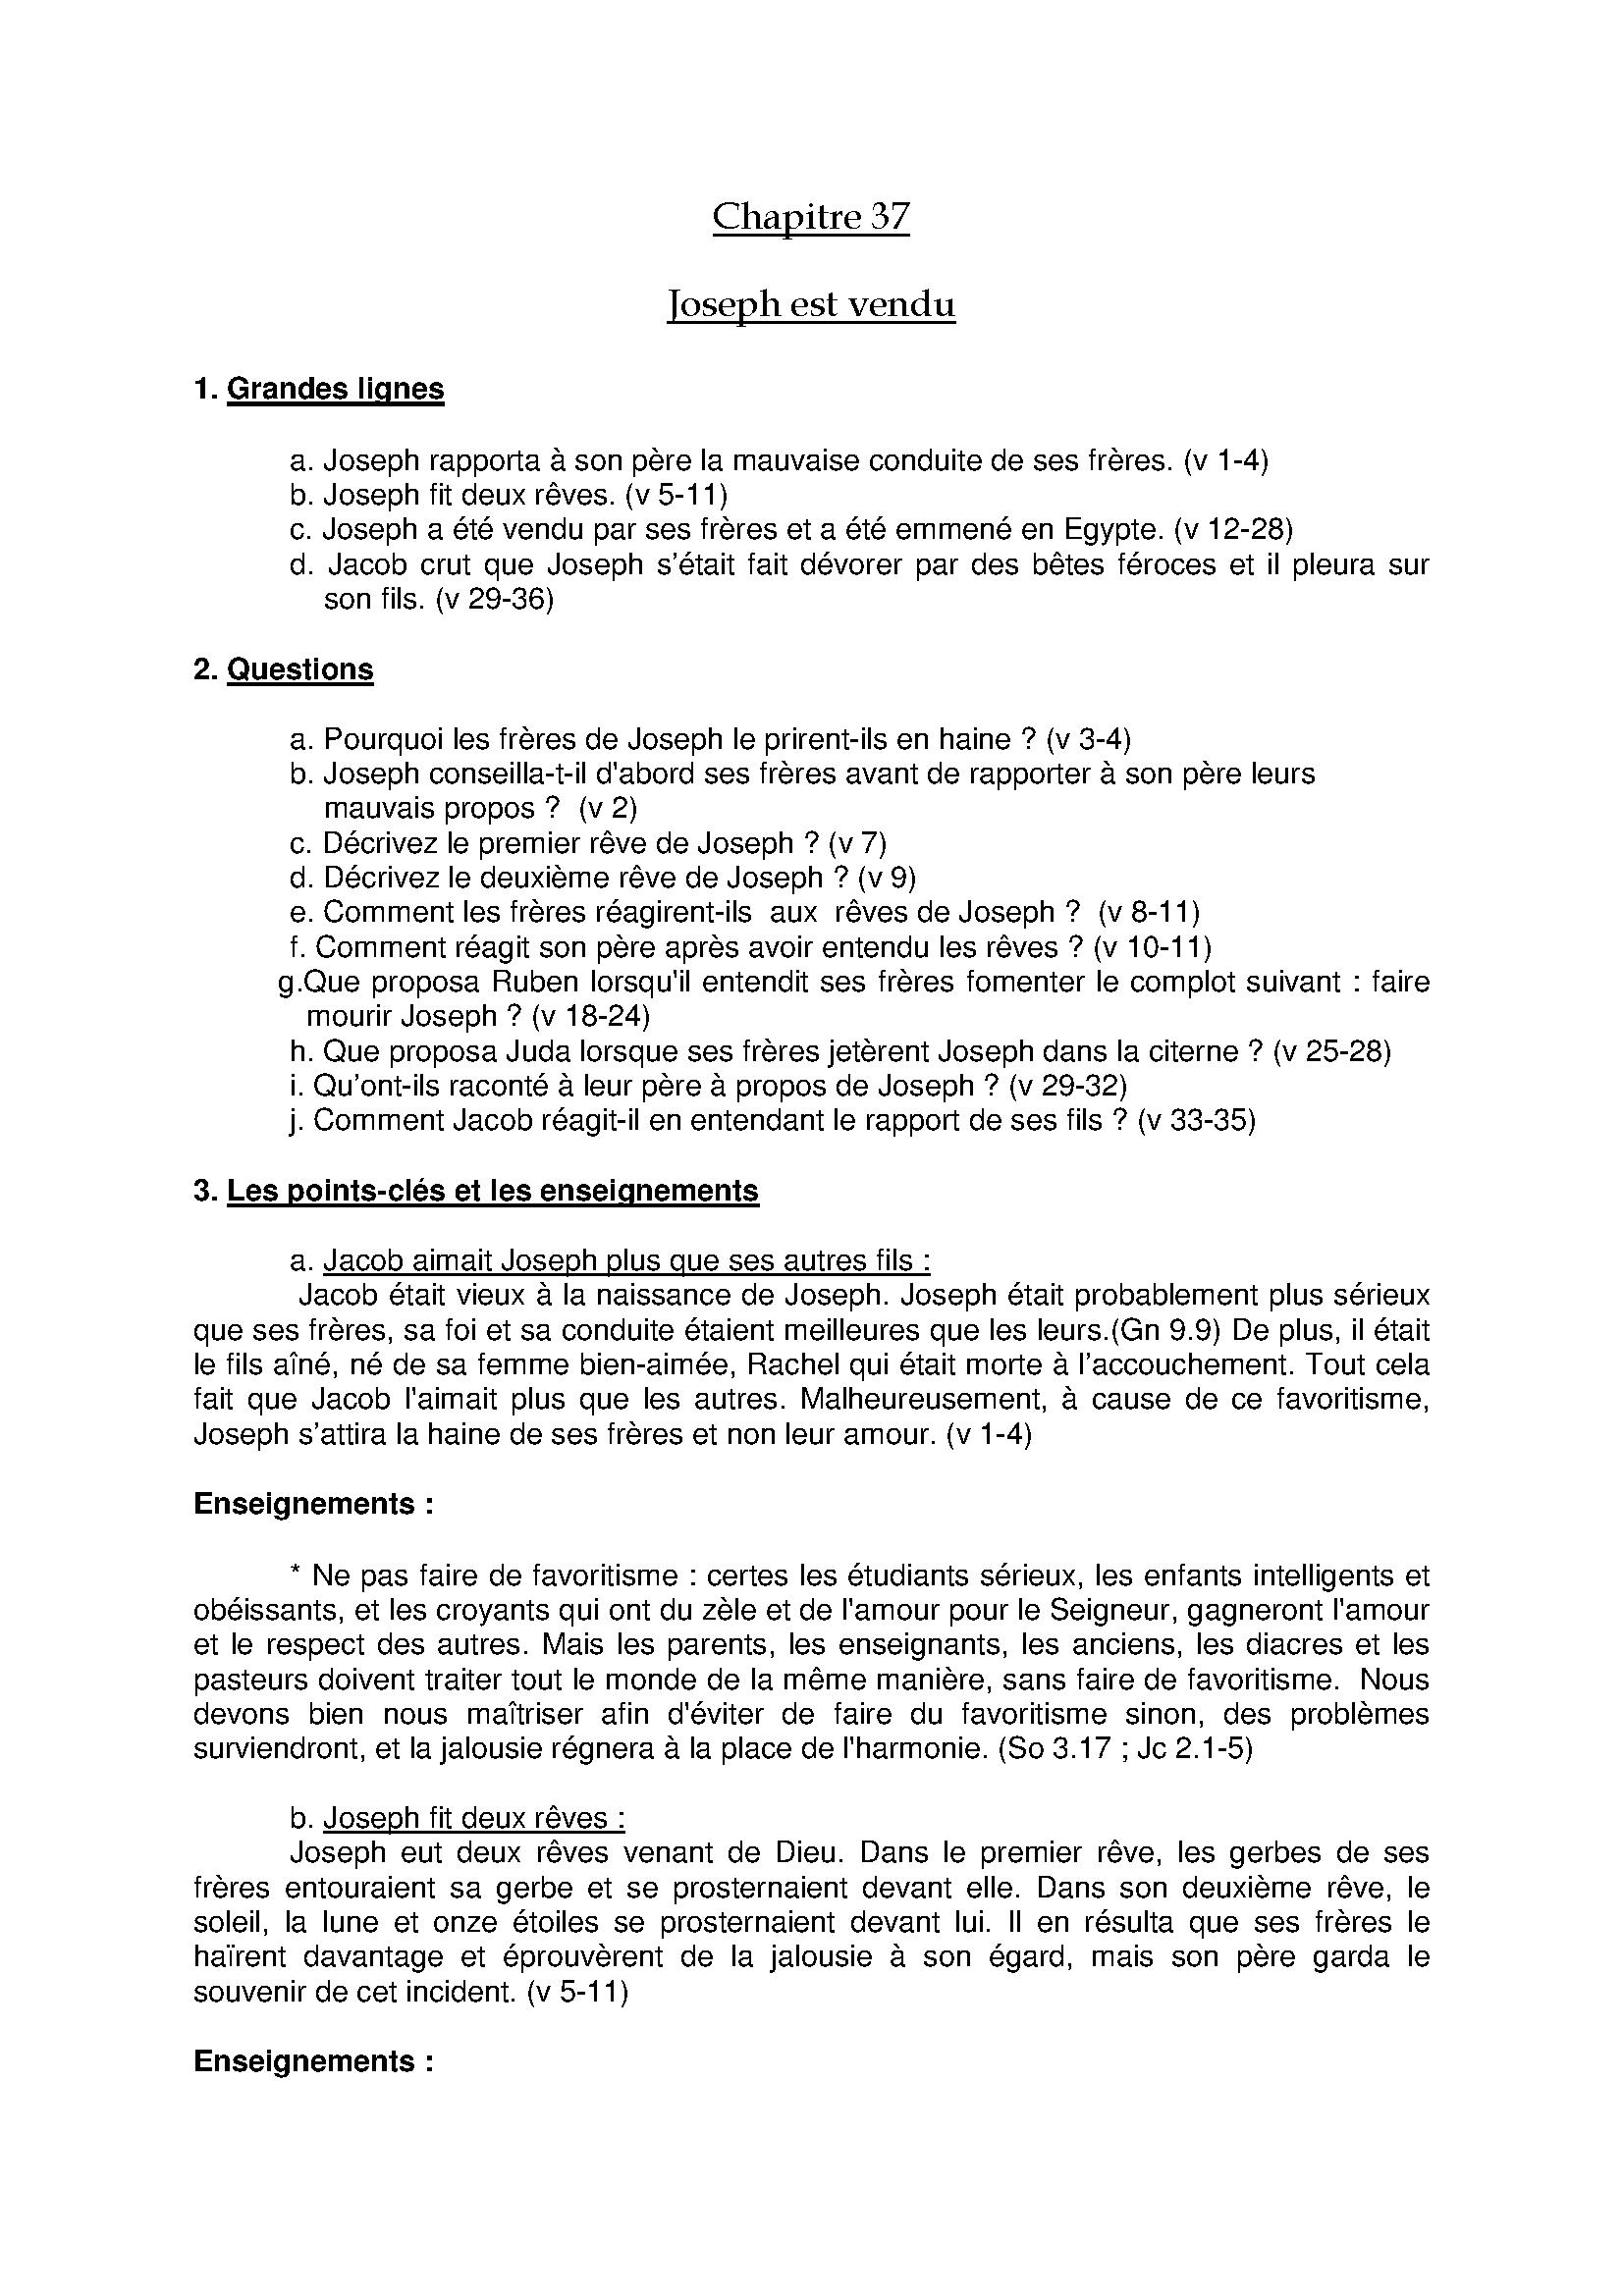 Chapitre 37
Joseph est vendu
1. Grandes lignes
a. Joseph rapporta à son père la mauvaise conduite de ses frères. (v 1-4)
b. Joseph fit deux rêves. (v 5-11)
c. Joseph a été vendu par ses frères et a été emmené en Egypte. (v 12-28)
d. Jacob crut que Joseph s’était fait dévorer par des bêtes féroces et il pleura sur
son fils. (v 29-36)
2. Questions
a. Pourquoi les frères de Joseph le prirent-ils en haine ? (v 3-4)
b. Joseph conseilla-t-il d'abord ses frères avant de rapporter à son père leurs
mauvais propos ?  (v 2)
c. Décrivez le premier rêve de Joseph ? (v 7)
d. Décrivez le deuxième rêve de Joseph ? (v 9)
e. Comment les frères réagirent-ils  aux  rêves de Joseph ?  (v 8-11)
f. Comment réagit son père après avoir entendu les rêves ? (v 10-11)
g.Que proposa Ruben lorsqu'il entendit ses frères fomenter le complot suivant : faire
mourir Joseph ? (v 18-24)
h. Que proposa Juda lorsque ses frères jetèrent Joseph dans la citerne ? (v 25-28)
i. Qu’ont-ils raconté à leur père à propos de Joseph ? (v 29-32)
j. Comment Jacob réagit-il en entendant le rapport de ses fils ? (v 33-35)
3. Les points-clés et les enseignements
a. Jacob aimait Joseph plus que ses autres fils :
Jacob était vieux à la naissance de Joseph. Joseph était probablement plus sérieux
que ses frères, sa foi et sa conduite étaient meilleures que les leurs.(Gn 9.9) De plus, il était
le fils aîné, né de sa femme bien-aimée, Rachel qui était morte à l’accouchement. Tout cela
fait que Jacob l'aimait plus que les autres. Malheureusement, à cause de ce favoritisme,
Joseph s’attira la haine de ses frères et non leur amour. (v 1-4)
Enseignements :
* Ne pas faire de favoritisme : certes les étudiants sérieux, les enfants intelligents et
obéissants, et les croyants qui ont du zèle et de l'amour pour le Seigneur, gagneront l'amour
et le respect des autres. Mais les parents, les enseignants, les anciens, les diacres et les
pasteurs doivent traiter tout le monde de la même manière, sans faire de favoritisme.  Nous
devons bien nous maîtriser afin d'éviter de faire du favoritisme sinon, des problèmes
surviendront, et la jalousie régnera à la place de l'harmonie. (So 3.17 ; Jc 2.1-5)
b. Joseph fit deux rêves :
Joseph eut deux rêves venant de Dieu. Dans le premier rêve, les gerbes de ses
frères entouraient sa gerbe et se prosternaient devant elle. Dans son deuxième rêve, le
soleil, la lune et onze étoiles se prosternaient devant lui. Il en résulta que ses frères le
haïrent davantage et éprouvèrent de la jalousie à son égard, mais son père garda le
souvenir de cet incident. (v 5-11)
Enseignements :